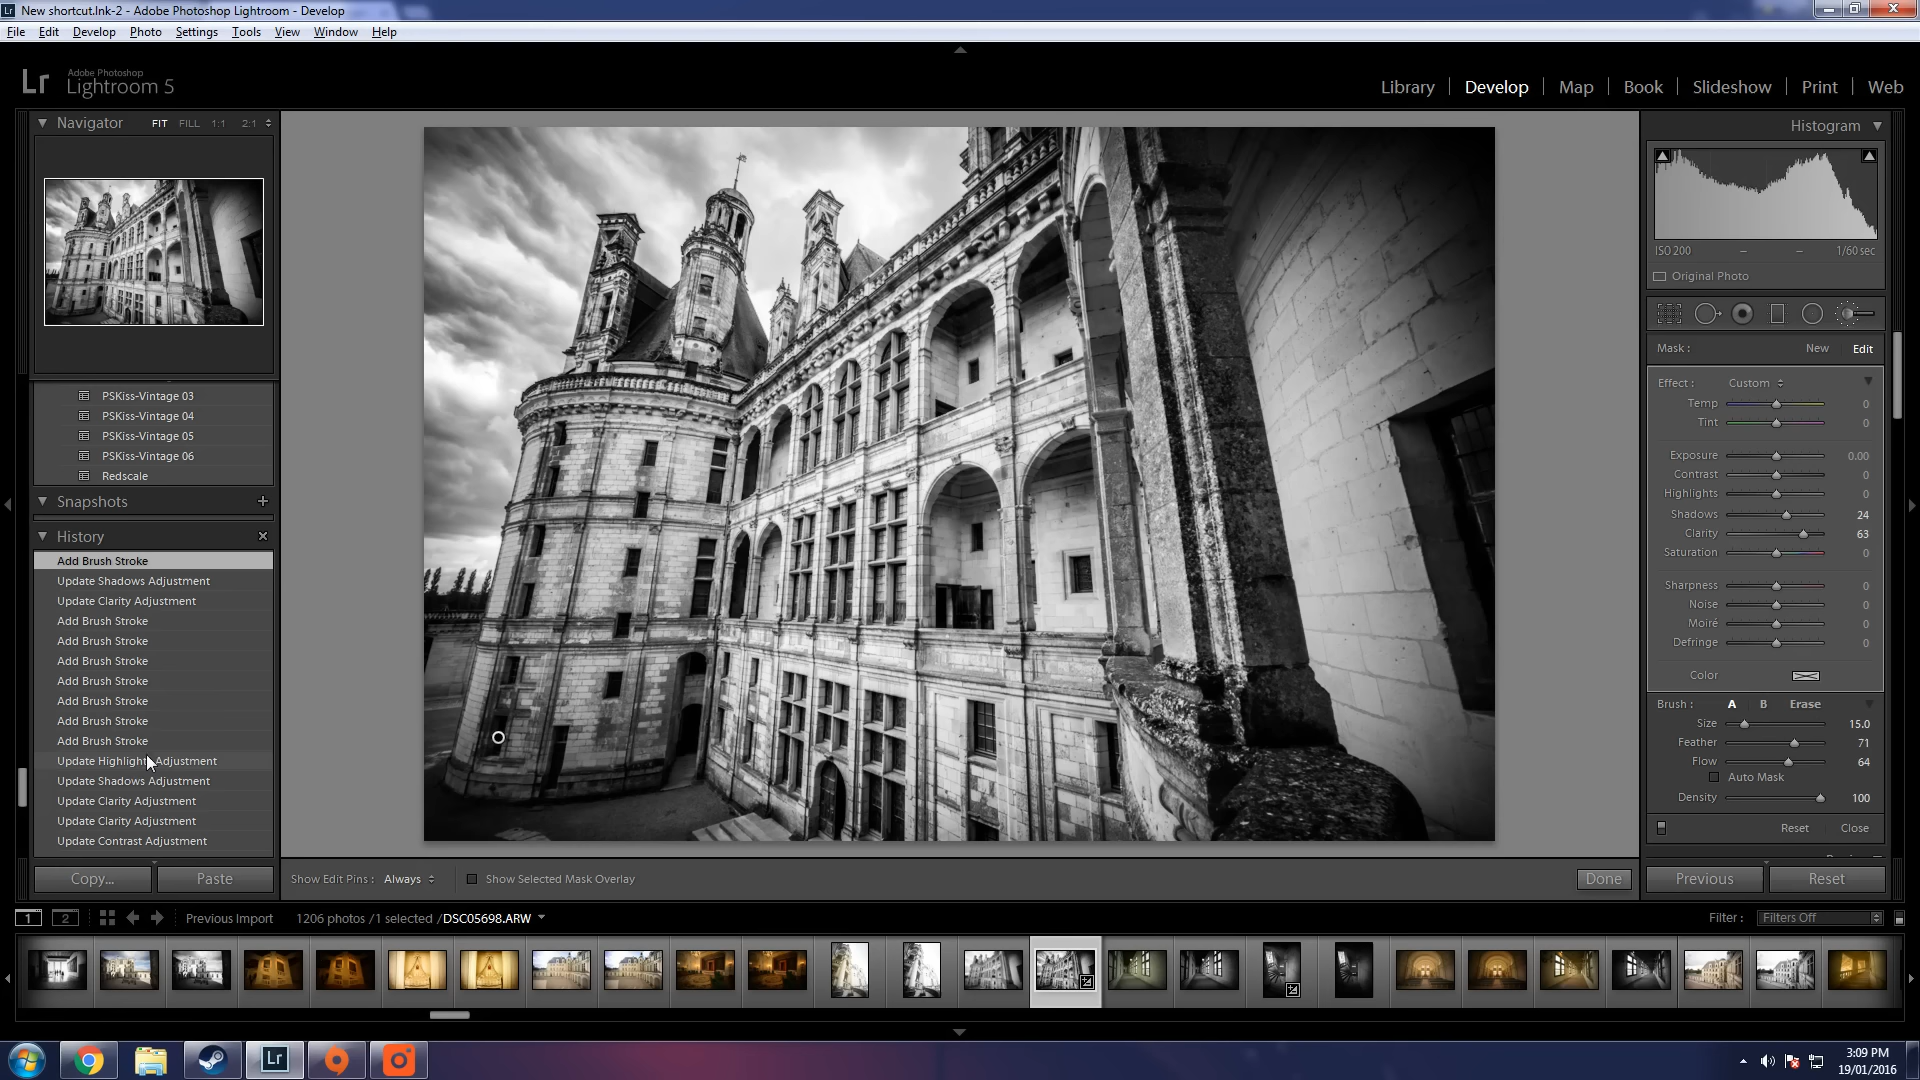 New shortcut.lnk-2 - Adobe Photoshop Lightroom - Develop
File Edit Develop Photo Settings Tools View Window Help
Lr Adobe Photoshop
Lightroom 5
Library Develop Map Book Slideshow Print Web
Navigator FIT FILL 1:1 2:1
PSKiss-Vintage 03
PSKiss-Vintage 04
PSKiss-Vintage 05
PSKiss-Vintage 06
Redscale
Snapshots +
History
Add Brush Stroke
Update Shadows Adjustment
Update Clarity Adjustment
Add Brush Stroke
Add Brush Stroke
Add Brush Stroke
Add Brush Stroke
Add Brush Stroke
Add Brush Stroke
Add Brush Stroke
Update Highlights Adjustment
Update Shadows Adjustment
Update Clarity Adjustment
Update Clarity Adjustment
Update Contrast Adjustment
Copy... Paste
Show Edit Pins : Always Show Selected Mask Overlay Done
Histogram
ISO 200 – – 1/60 sec
Original Photo
Mask : New Edit
Effect : Custom
Temp 0
Tint 0
Exposure 0.00
Contrast 0
Highlights 0
Shadows 24
Clarity 63
Saturation 0
Sharpness 0
Noise 0
Moiré 0
Defringe 0
Color
Brush : A B Erase
Size 15.0
Feather 71
Flow 64
Auto Mask
Density 100
Reset Close
Previous Reset
1 2 Previous Import 1206 photos /1 selected /DSC05698.ARW Filter : Filters Off
Lr
3:09 PM
19/01/2016